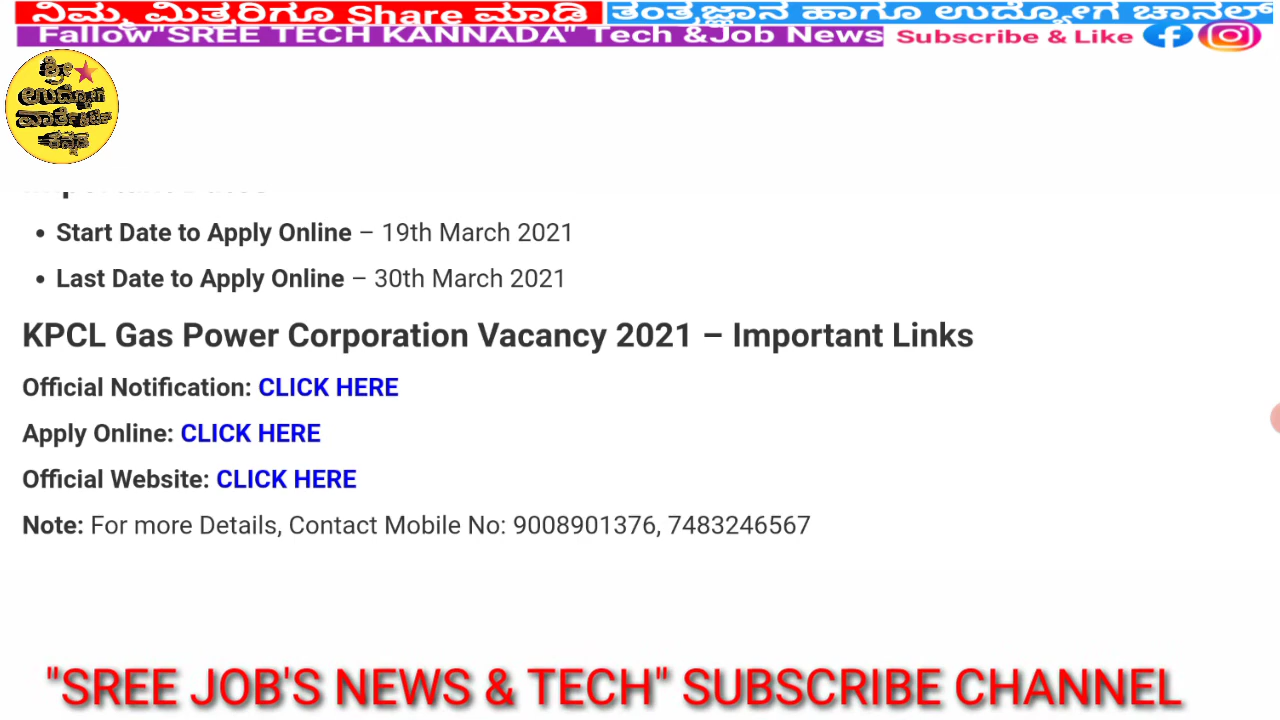 ನಿಮ್ಮ ಮಿತ್ರರಿಗೂ Share ಮಾಡಿ
ತಂತ್ರಜ್ಞಾನ ಹಾಗೂ ಉದ್ಯೋಗ ಚಾನಲ್
Fallow"SREE TECH KANNADA" Tech &Job News
Subscribe & Like
ಶ್ರೀ
ಉದ್ಯೋಗ
• Start Date to Apply Online – 19th March 2021
• Last Date to Apply Online – 30th March 2021
KPCL Gas Power Corporation Vacancy 2021 – Important Links
Official Notification: CLICK HERE
Apply Online: CLICK HERE
Official Website: CLICK HERE
Note: For more Details, Contact Mobile No: 9008901376, 7483246567
"SREE JOB'S NEWS & TECH" SUBSCRIBE CHANNEL